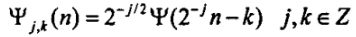 Ψ_{j,k}(n) = 2^{-j/2} Ψ(2^{-j} n - k)   j, k ∈ Z